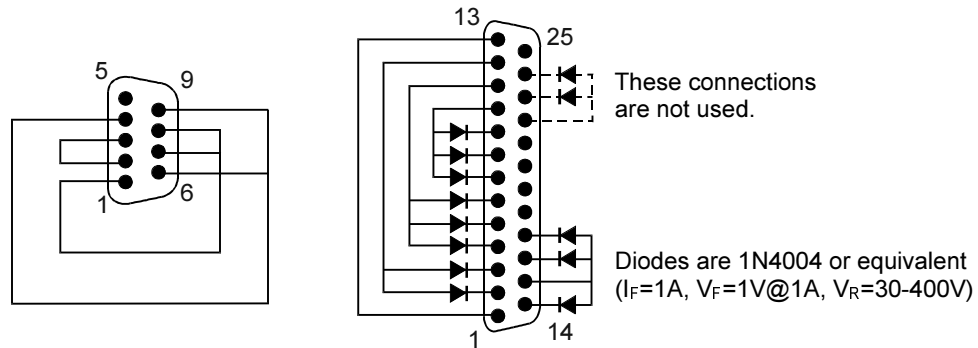 13
25
5
9
1
6
These connections
are not used.
Diodes are 1N4004 or equivalent
(IF=1A, VF=1V@1A, VR=30-400V)
1
14